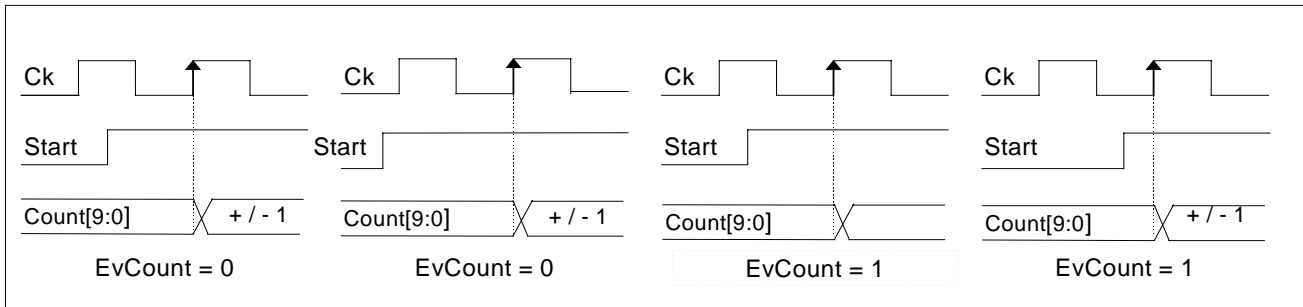 Ck
Start
Count[9:0] + / - 1
EvCount = 0
Ck
Start
Count[9:0] + / - 1
EvCount = 0
Ck
Start
Count[9:0]
EvCount = 1
Ck
Start
Count[9:0] + / - 1
EvCount = 1